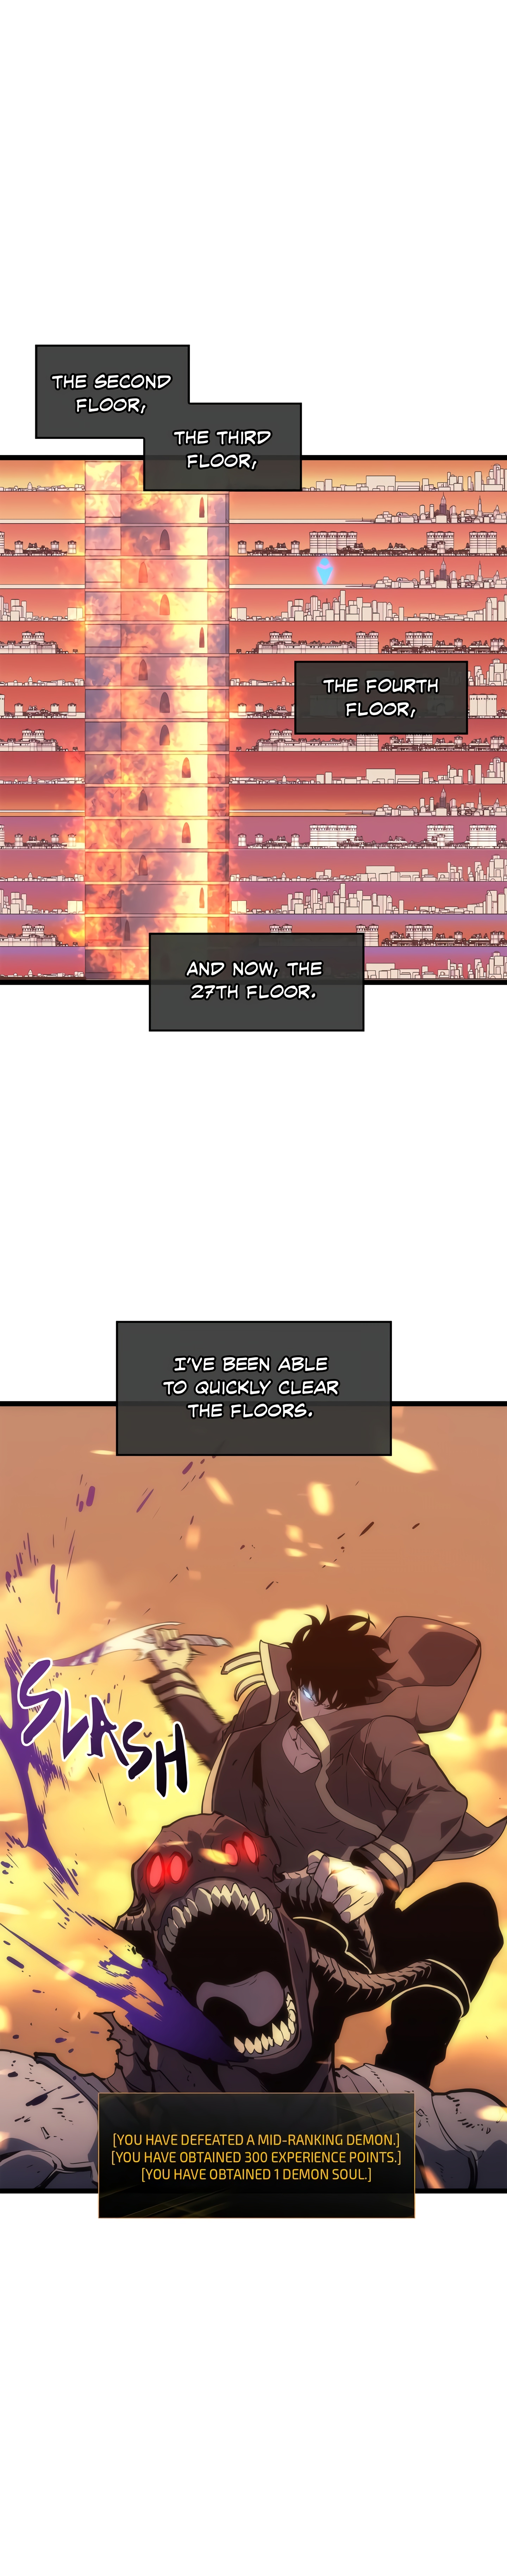 THE SECOND
FLOOR,
THE THIRD
FLOOR,
THE FOURTH
FLOOR,
AND NOW, THE
27TH FLOOR.
I'VE BEEN ABLE
TO QUICKLY CLEAR
THE FLOORS.
SLASH
[YOU HAVE DEFEATED A MID-RANKING DEMON.]
[YOU HAVE OBTAINED 300 EXPERIENCE POINTS.]
[YOU HAVE OBTAINED 1 DEMON SOUL.]